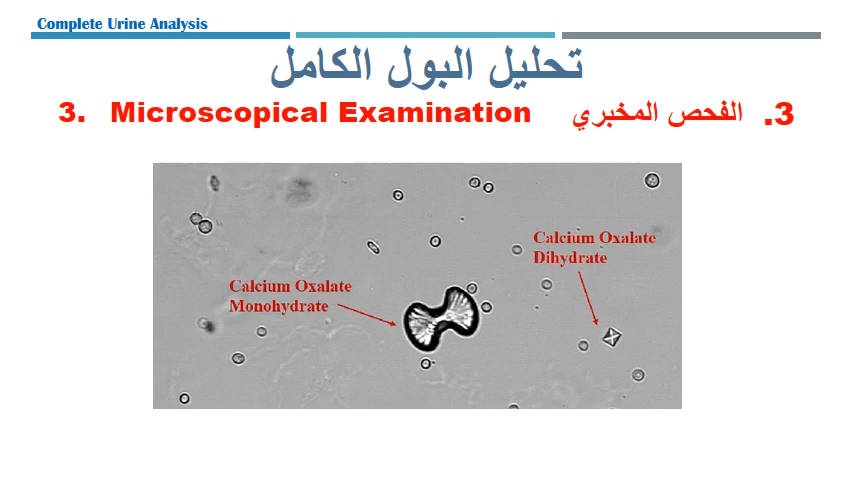 Complete Urine Analysis
تحليل البول الكامل
3. Microscopical Examination
3. الفحص المخبري
Calcium Oxalate
Dihydrate
Calcium Oxalate
Monohydrate